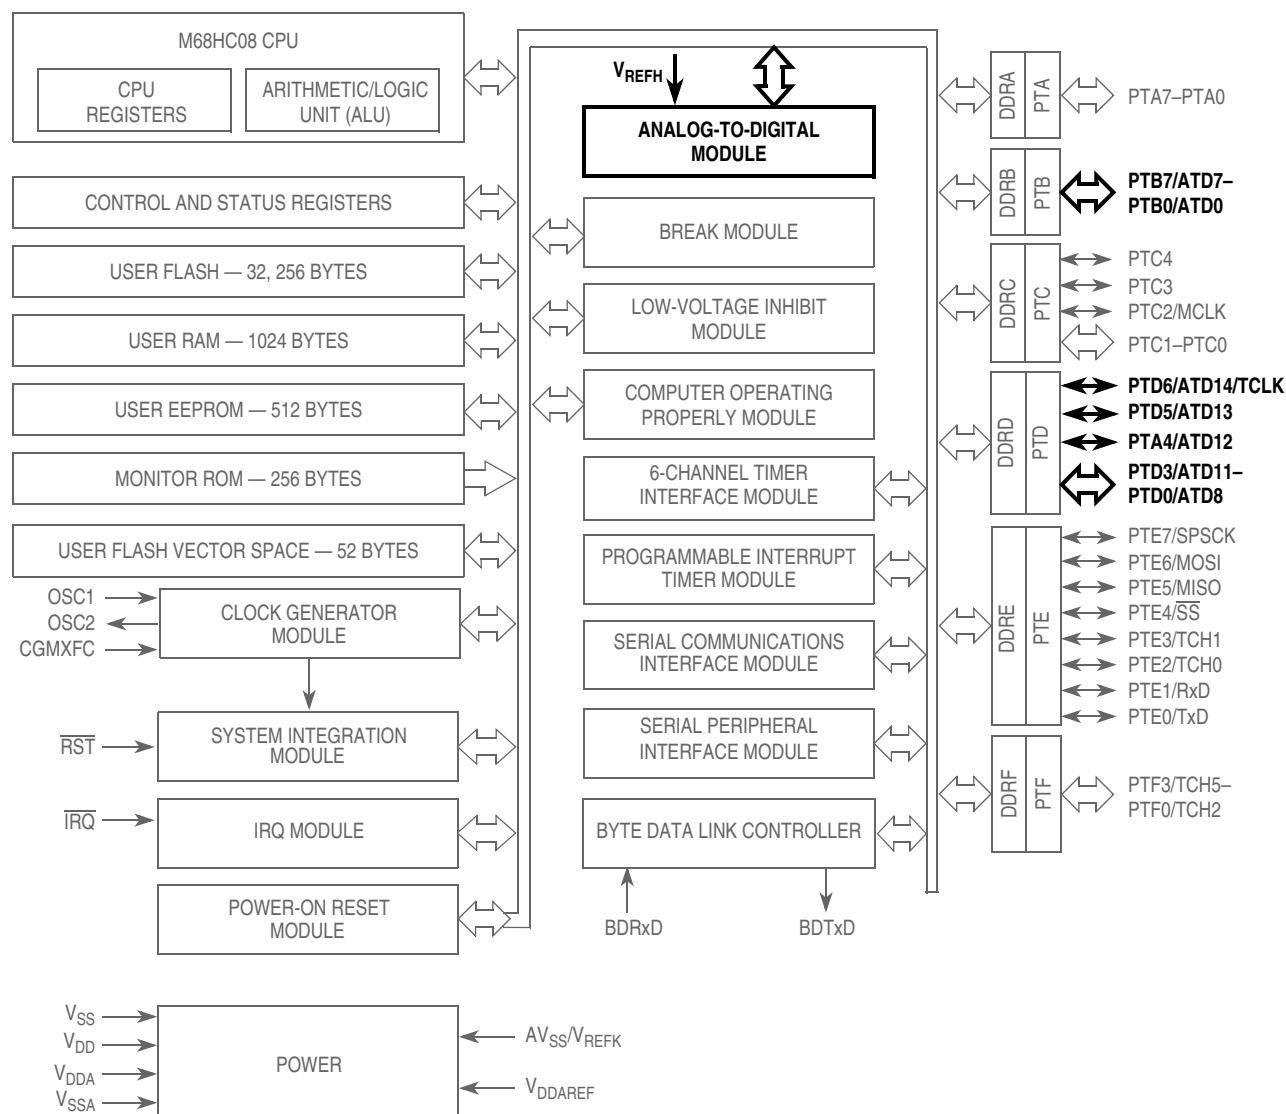 M68HC08 CPU
CPU
REGISTERS
ARITHMETIC/LOGIC
UNIT (ALU)
CONTROL AND STATUS REGISTERS
USER FLASH — 32, 256 BYTES
USER RAM — 1024 BYTES
USER EEPROM — 512 BYTES
MONITOR ROM — 256 BYTES
USER FLASH VECTOR SPACE — 52 BYTES
OSC1
OSC2
CGMXFC
CLOCK GENERATOR
MODULE
RST
SYSTEM INTEGRATION
MODULE
IRQ
IRQ MODULE
POWER-ON RESET
MODULE
VSS
VDD
VDDA
VSSA
POWER
AVSS/VREFK
VDDAREF
VREFH
ANALOG-TO-DIGITAL
MODULE
BREAK MODULE
LOW-VOLTAGE INHIBIT
MODULE
COMPUTER OPERATING
PROPERLY MODULE
6-CHANNEL TIMER
INTERFACE MODULE
PROGRAMMABLE INTERRUPT
TIMER MODULE
SERIAL COMMUNICATIONS
INTERFACE MODULE
SERIAL PERIPHERAL
INTERFACE MODULE
BYTE DATA LINK CONTROLLER
BDRxD
BDTxD
DDRA
PTA
PTA7–PTA0
DDRB
PTB
PTB7/ATD7–
PTB0/ATD0
DDRC
PTC
PTC4
PTC3
PTC2/MCLK
PTC1–PTC0
DDRD
PTD
PTD6/ATD14/TCLK
PTD5/ATD13
PTA4/ATD12
PTD3/ATD11–
PTD0/ATD8
DDRE
PTE
PTE7/SPSCK
PTE6/MOSI
PTE5/MISO
PTE4/SS
PTE3/TCH1
PTE2/TCH0
PTE1/RxD
PTE0/TxD
DDRF
PTF
PTF3/TCH5–
PTF0/TCH2